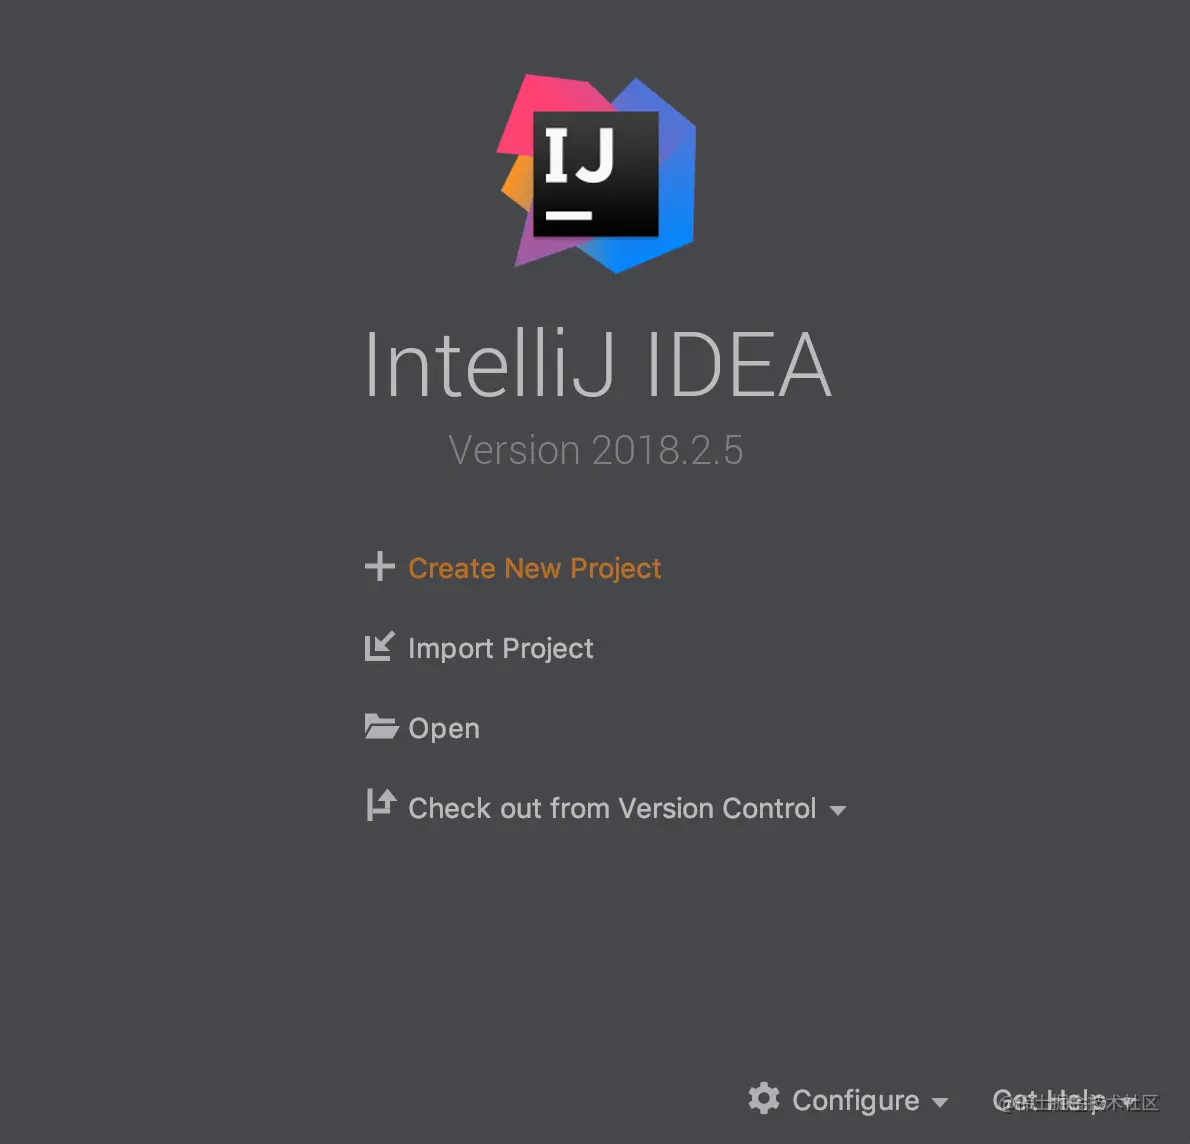 IJ
IntelliJ IDEA
Version 2018.2.5
Create New Project
Import Project
Open
Check out from Version Control
Configure
Get Help
@稀土掘金技术社区